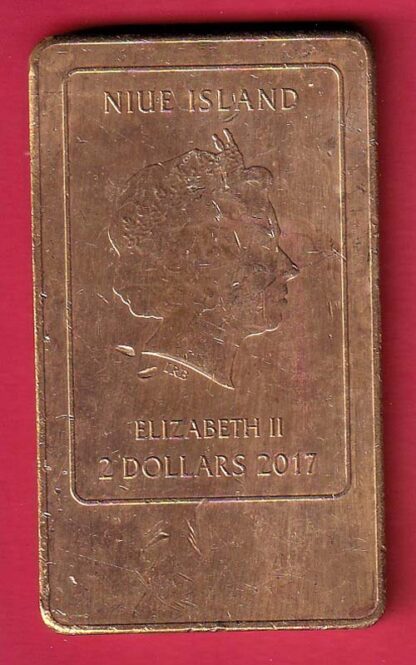 NIUE ISLAND
IRB
ELIZABETH II
2 DOLLARS 2017